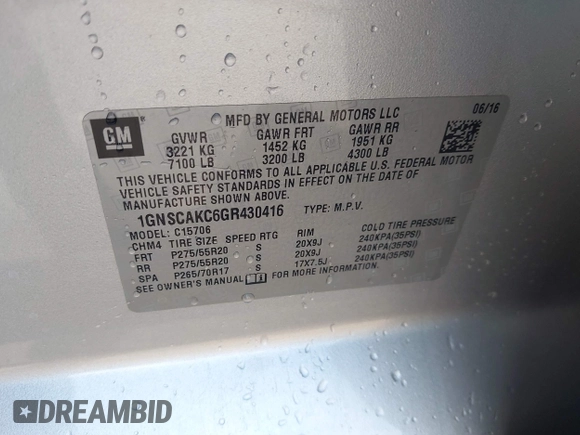 GM
MFD BY GENERAL MOTORS LLC 06/16
GVWR GAWR FRT GAWR RR
3221 KG 1452 KG 1951 KG
7100 LB 3200 LB 4300 LB
THIS VEHICLE CONFORMS TO ALL APPLICABLE U.S. FEDERAL MOTOR
VEHICLE SAFETY STANDARDS IN EFFECT ON THE DATE OF
MANUFACTURE SHOWN ABOVE.
1GNSCAKC6GR430416 TYPE: M.P.V.
MODEL: C15706
CHM4 TIRE SIZE SPEED RTG RIM COLD TIRE PRESSURE
FRT P275/55R20 S 20X9J 240KPA(35PSI)
RR P275/55R20 S 20X9J 240KPA(35PSI)
SPA P265/70R17 S 17X7.5J 240KPA(35PSI)
SEE OWNER'S MANUAL FOR MORE INFORMATION.
DREAMBID